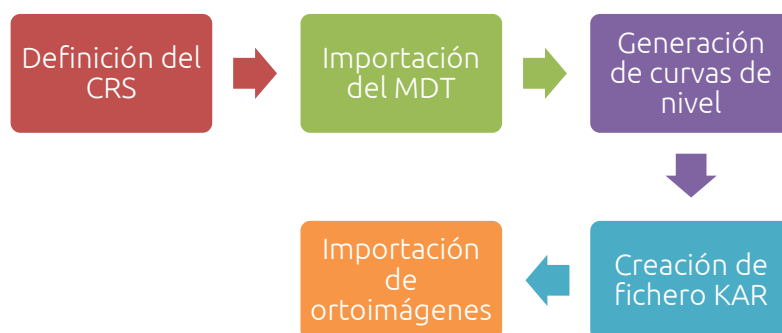 Definición del
CRS
Importación
del MDT
Generación
de curvas de
nivel
Creación de
fichero KAR
Importación
de
ortoimágenes